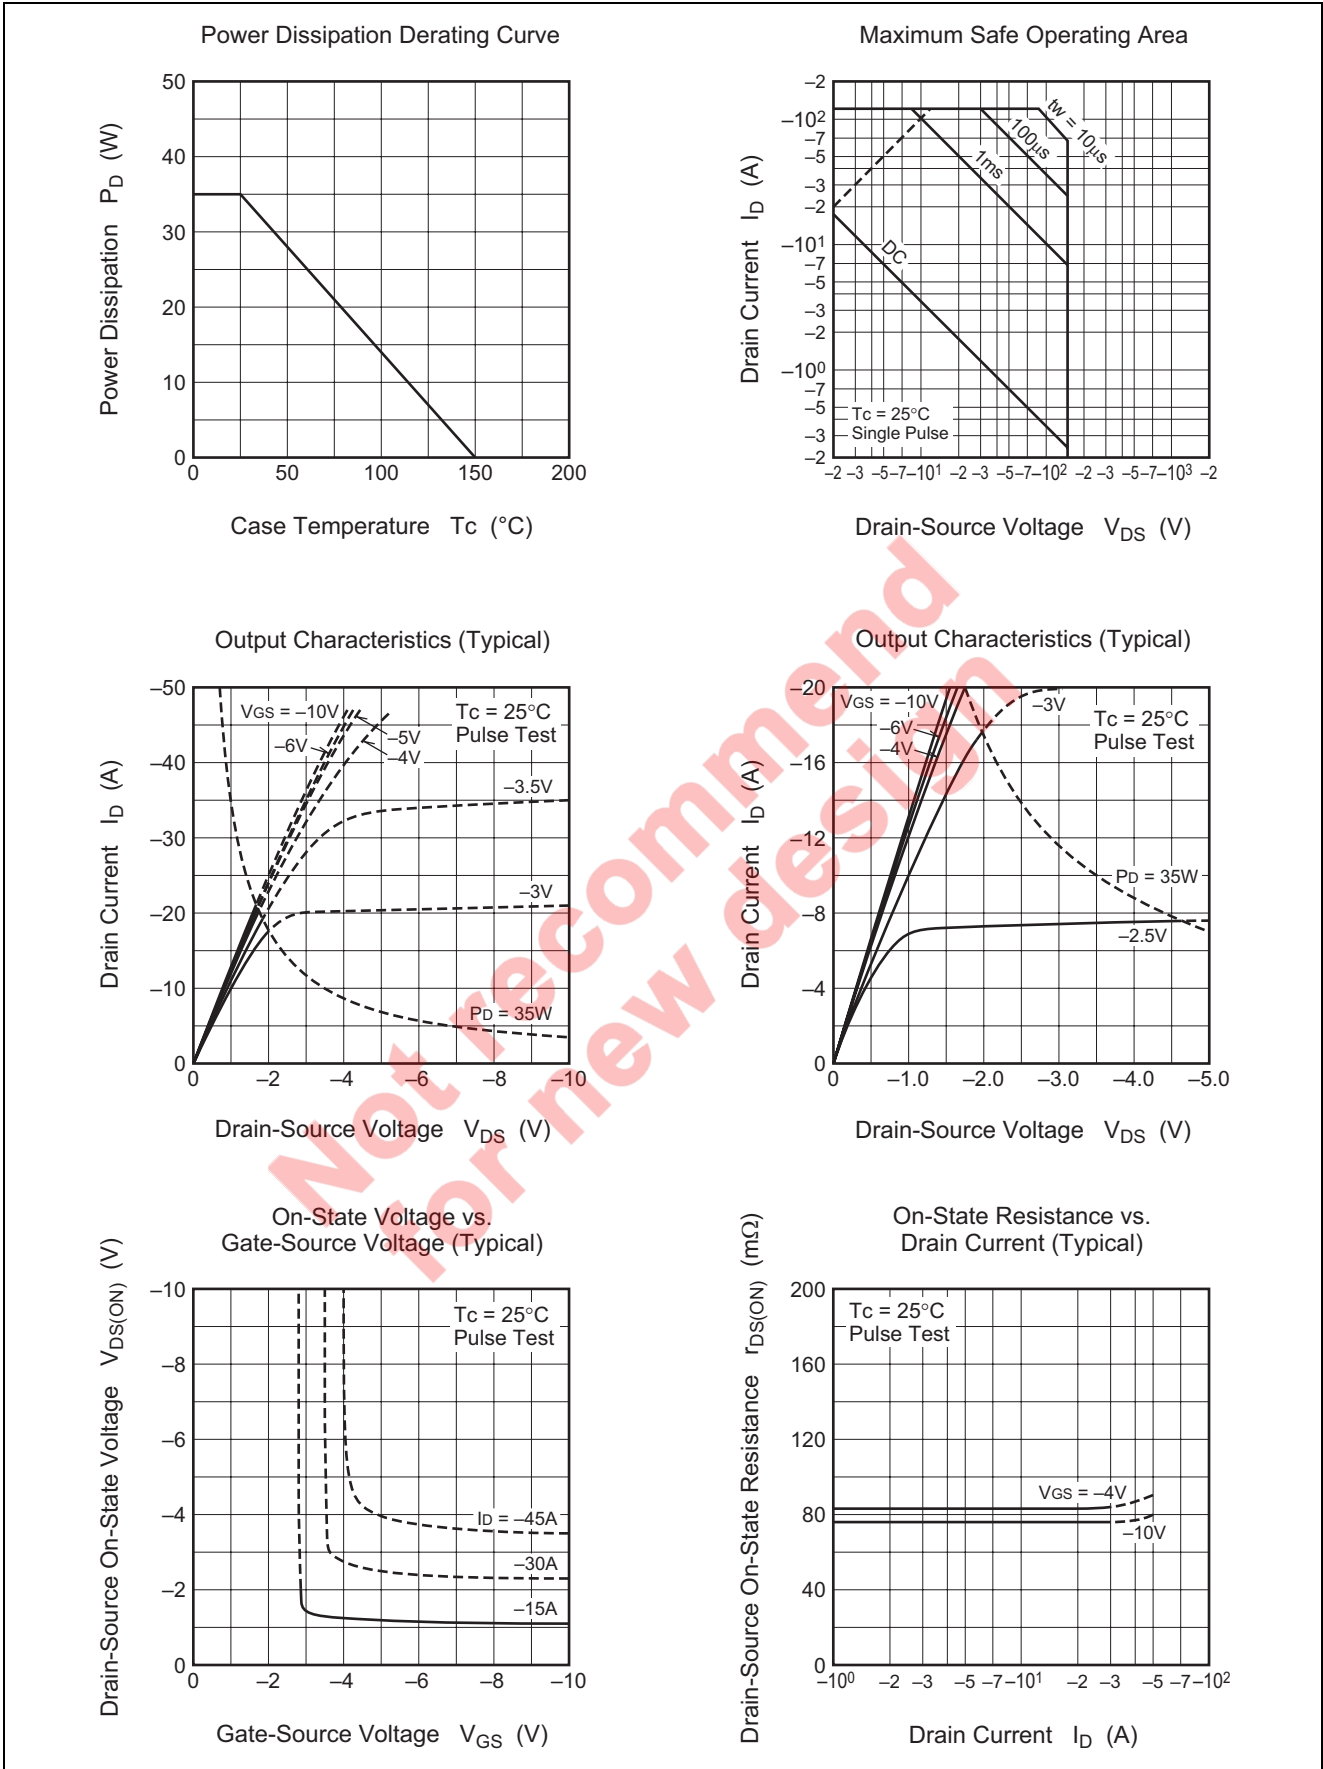 Power Dissipation Derating Curve
Power Dissipation PD (W)
50
40
30
20
10
0
0 50 100 150 200
Case Temperature Tc (°C)
Maximum Safe Operating Area
Drain Current ID (A)
–2
–10²
–7
–5
–3
–2
–10¹
–7
–5
–3
–2
–10⁰
–7
–5
–3
–2
tw = 10μs
100μs
1ms
DC
Tc = 25°C
Single Pulse
–2 –3 –5–7–10¹ –2 –3 –5–7–10² –2 –3 –5–7–10³ –2
Drain-Source Voltage VDS (V)
Output Characteristics (Typical)
Drain Current ID (A)
–50
–40
–30
–20
–10
0
VGS = –10V
–6V
–5V
–4V
Tc = 25°C
Pulse Test
–3.5V
–3V
PD = 35W
0 –2 –4 –6 –8 –10
Drain-Source Voltage VDS (V)
Output Characteristics (Typical)
Drain Current ID (A)
–20
–16
–12
–8
–4
0
VGS = –10V
–6V
–4V
–3V
Tc = 25°C
Pulse Test
PD = 35W
–2.5V
0 –1.0 –2.0 –3.0 –4.0 –5.0
Drain-Source Voltage VDS (V)
On-State Voltage vs.
Gate-Source Voltage (Typical)
Drain-Source On-State Voltage VDS(ON) (V)
–10
–8
–6
–4
–2
0
Tc = 25°C
Pulse Test
ID = –45A
–30A
–15A
0 –2 –4 –6 –8 –10
Gate-Source Voltage VGS (V)
On-State Resistance vs.
Drain Current (Typical)
Drain-Source On-State Resistance rDS(ON) (mΩ)
200
160
120
80
40
0
Tc = 25°C
Pulse Test
VGS = –4V
–10V
–10⁰ –2 –3 –5 –7–10¹ –2 –3 –5 –7–10²
Drain Current ID (A)
Not recommend
for new design